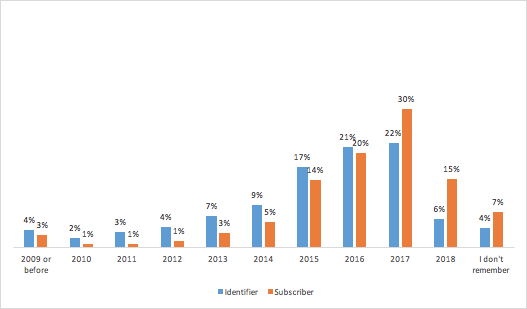 4% 3% 2% 1% 3% 1% 4% 1% 7% 3% 9% 5% 17% 14% 21% 20% 22% 30% 6% 15% 4% 7%
2009 or before 2010 2011 2012 2013 2014 2015 2016 2017 2018 I don't remember
Identifier Subscriber